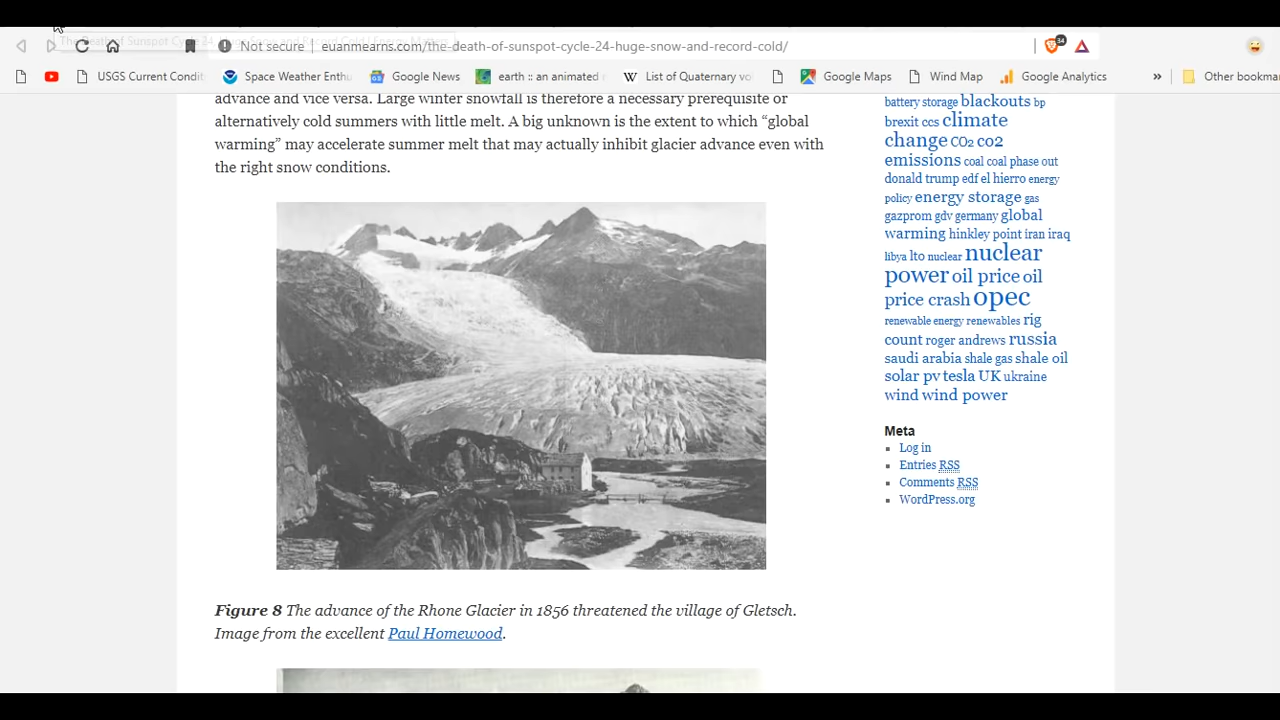 Not secure | euanmearns.com/the-death-of-sunspot-cycle-24-huge-snow-and-record-cold/
34
USGS Current Condit
Space Weather Enthu
Google News
earth :: an animated
W List of Quaternary vo
Google Maps
Wind Map
Google Analytics
»
Other bookma
advance and vice versa. Large winter snowfall is therefore a necessary prerequisite or
alternatively cold summers with little melt. A big unknown is the extent to which “global
warming” may accelerate summer melt that may actually inhibit glacier advance even with
the right snow conditions.
Figure 8 The advance of the Rhone Glacier in 1856 threatened the village of Gletsch.
Image from the excellent Paul Homewood.
battery storage blackouts bp
brexit ccs climate
change CO2 co2
emissions coal coal phase out
donald trump edf el hierro energy
policy energy storage gas
gazprom gdv germany global
warming hinkley point iran iraq
libya lto nuclear nuclear
power oil price oil
price crash opec
renewable energy renewables rig
count roger andrews russia
saudi arabia shale gas shale oil
solar pv tesla UK ukraine
wind wind power
Meta
Log in
Entries RSS
Comments RSS
WordPress.org